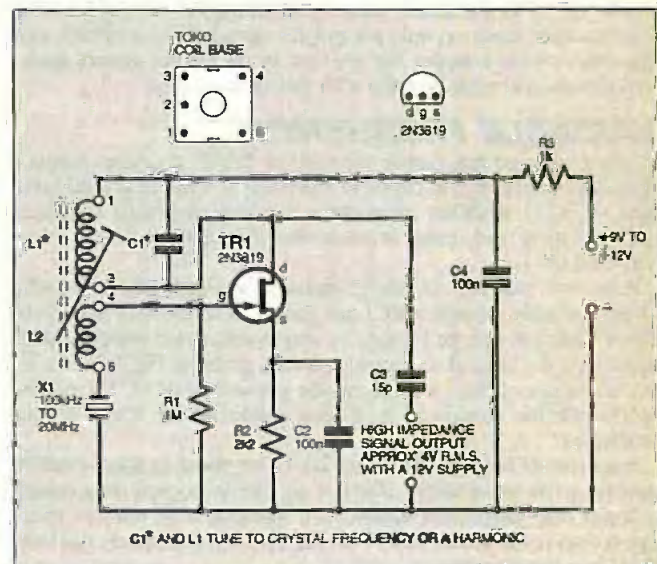 TOKO
COIL BASE
3
4
2
1
6
d g s
2N3819
R3
1k
+9V TO
+12V
1
L1*
C1*
TR1
2N3819
d
g
s
3
4
L2
6
C4
100n
X1
100kHz
TO
20MHz
R1
1M
R2
2k2
C2
100n
C3
15p
HIGH IMPEDANCE
SIGNAL OUTPUT
APPROX 4V R.M.S.
WITH A 12V SUPPLY
C1* AND L1 TUNE TO CRYSTAL FREQUENCY OR A HARMONIC